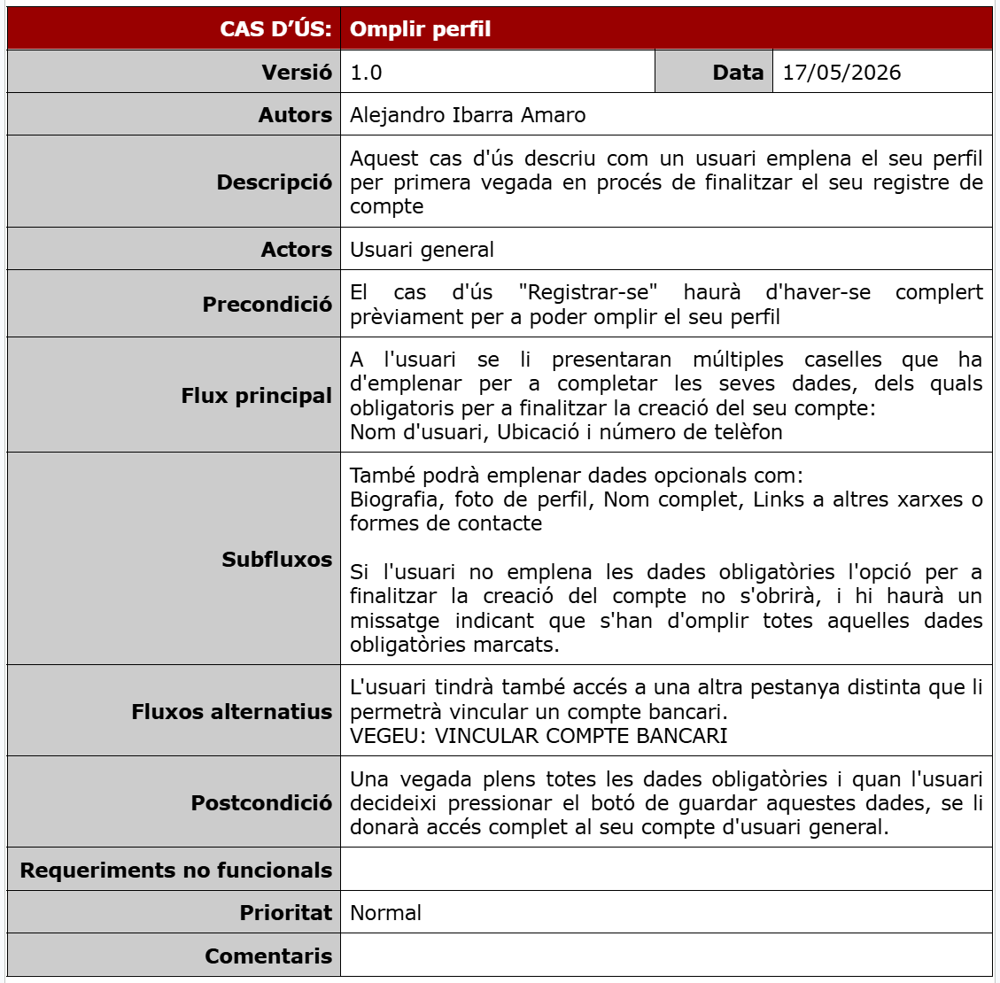 CAS D’ÚS: Omplir perfil
Versió 1.0 Data 17/05/2026
Autors Alejandro Ibarra Amaro
Descripció
Aquest cas d'ús descriu com un usuari emplena el seu perfil
per primera vegada en procés de finalitzar el seu registre de
compte
Actors Usuari general
Precondició
El cas d'ús "Registrar-se" haurà d'haver-se complert
prèviament per a poder omplir el seu perfil
Flux principal
A l'usuari se li presentaran múltiples caselles que ha
d'emplenar per a completar les seves dades, dels quals
obligatoris per a finalitzar la creació del seu compte:
Nom d'usuari, Ubicació i número de telèfon
Subfluxos
També podrà emplenar dades opcionals com:
Biografia, foto de perfil, Nom complet, Links a altres xarxes o
formes de contacte
Si l'usuari no emplena les dades obligatòries l'opció per a
finalitzar la creació del compte no s'obrirà, i hi haurà un
missatge indicant que s'han d'omplir totes aquelles dades
obligatòries marcats.
Fluxos alternatius
L'usuari tindrà també accés a una altra pestanya distinta que li
permetrà vincular un compte bancari.
VEGEU: VINCULAR COMPTE BANCARI
Postcondició
Una vegada plens totes les dades obligatòries i quan l'usuari
decideixi pressionar el botó de guardar aquestes dades, se li
donarà accés complet al seu compte d'usuari general.
Requeriments no funcionals
Prioritat Normal
Comentaris